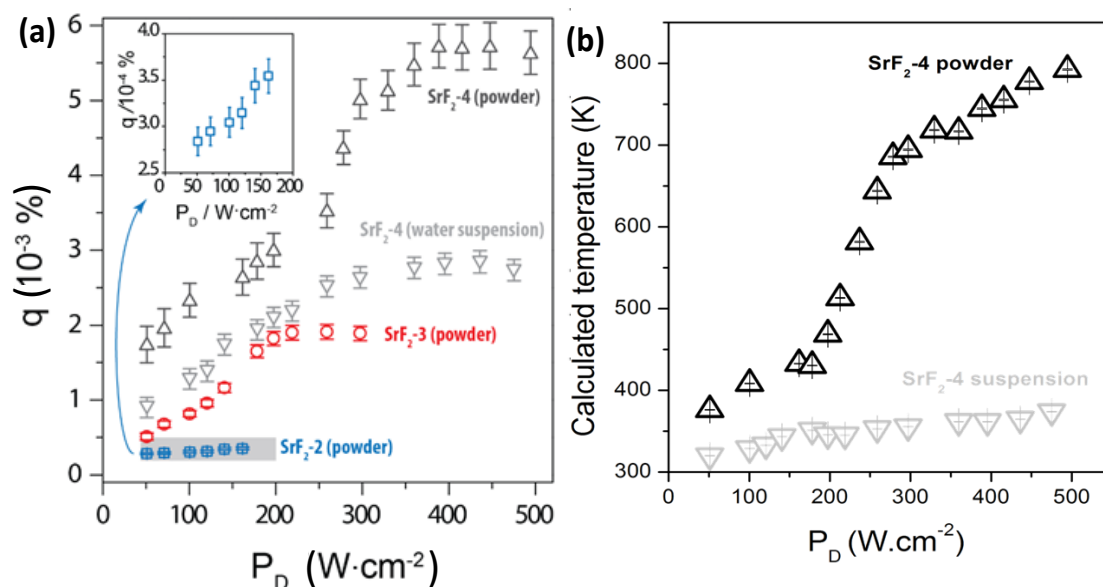 (a)
q (10⁻³ %)
6
5
4
3
2
1
0
0
100
200
300
400
500
P_D (W·cm⁻²)
q /10⁻⁴ %
4.0
3.5
3.0
2.5
0
50
100
150
200
P_D / W·cm⁻²
SrF₂-4 (powder)
SrF₂-4 (water suspension)
SrF₂-3 (powder)
SrF₂-2 (powder)
(b)
Calculated temperature (K)
800
700
600
500
400
300
0
100
200
300
400
500
P_D (W.cm⁻²)
SrF₂-4 powder
SrF₂-4 suspension